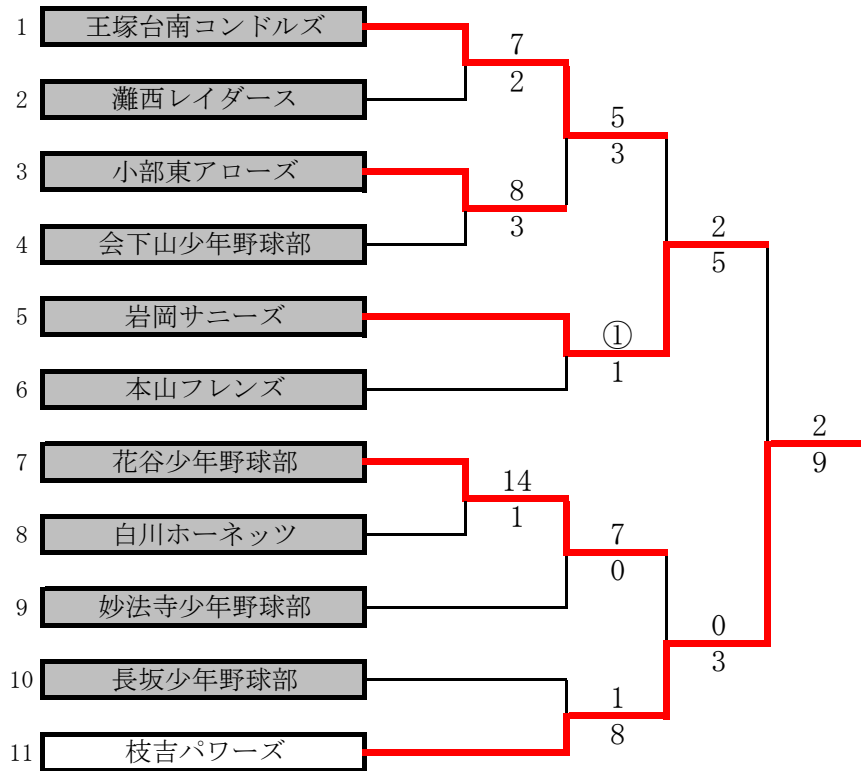 1 王塚台南コンドルズ
7
2
2 灘西レイダース
5
3
3 小部東アローズ
8
3
4 会下山少年野球部
2
5
5 岩岡サニーズ
①
1
6 本山フレンズ
2
9
7 花谷少年野球部
14
1
8 白川ホーネッツ
7
0
9 妙法寺少年野球部
0
3
10 長坂少年野球部
1
8
11 枝吉パワーズ